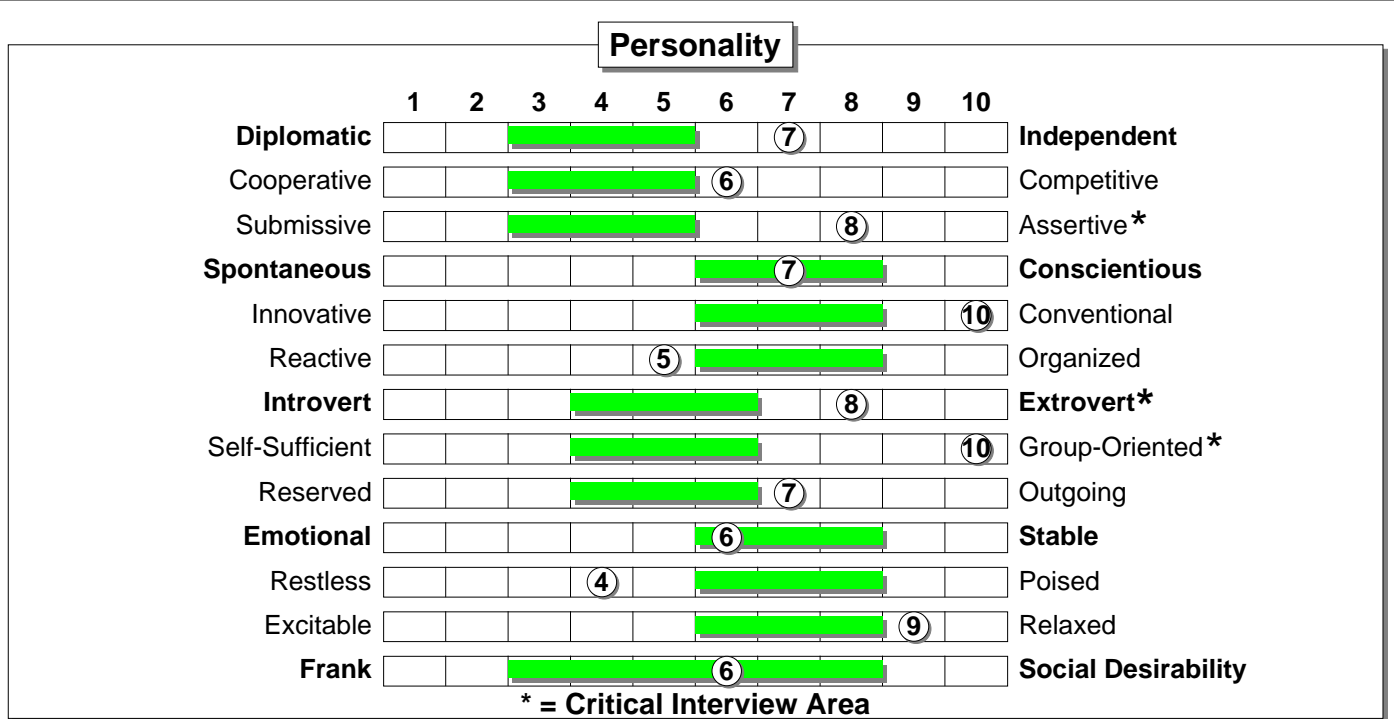 Personality
1 2 3 4 5 6 7 8 9 10
Diplomatic 7 Independent
Cooperative 6 Competitive
Submissive 8 Assertive*
Spontaneous 7 Conscientious
Innovative 10 Conventional
Reactive 5 Organized
Introvert 8 Extrovert*
Self-Sufficient 10 Group-Oriented*
Reserved 7 Outgoing
Emotional 6 Stable
Restless 4 Poised
Excitable 9 Relaxed
Frank 6 Social Desirability
* = Critical Interview Area